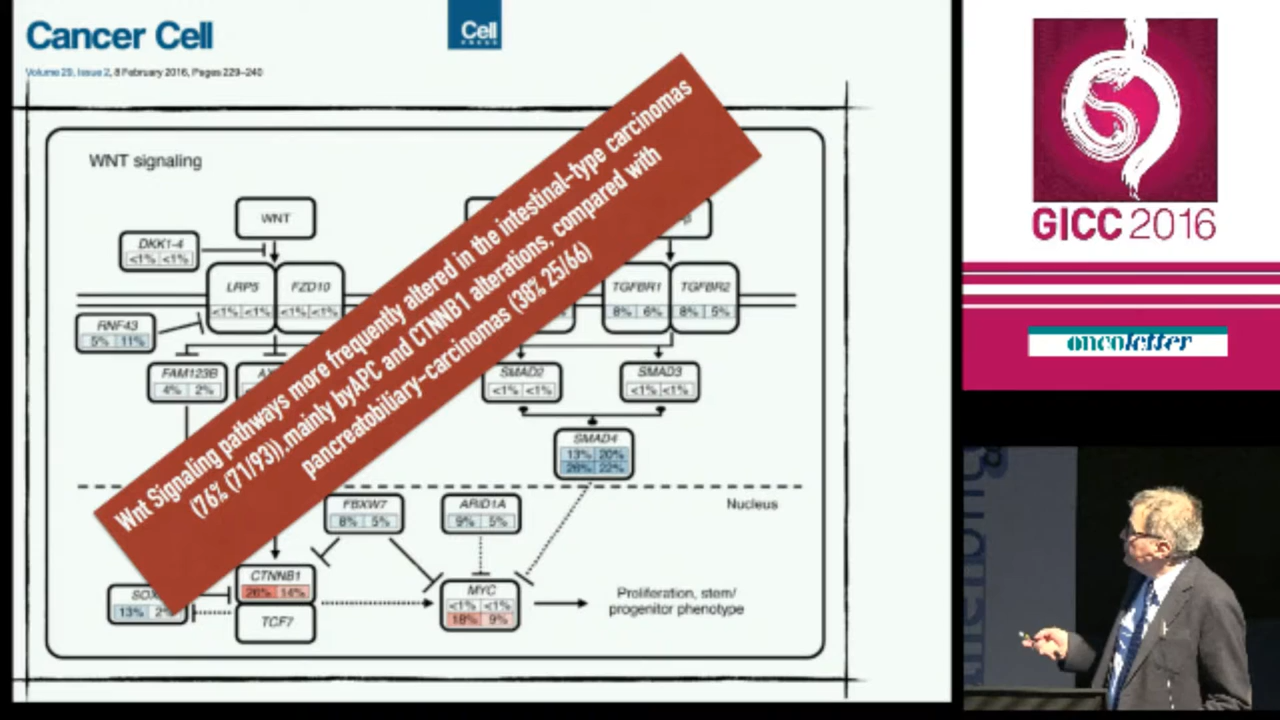 Cancer Cell
Cell
PRESS
Volume 29, Issue 2, 8 February 2016, Pages 229–240
WNT signaling
WNT
DKK1-4
<1% <1%
LRP5
<1% <1%
FZD10
<1% <1%
TGFBR1
8% 6%
TGFBR2
8% 5%
RNF43
5% 11%
FAM123B
4% 2%
SMAD2
<1% <1%
SMAD3
<1% <1%
SMAD4
13% 20%
28% 22%
Wnt Signaling pathways more frequently altered in the intestinal-type carcinomas
(76% (71/93)),mainly byAPC and CTNNB1 alterations, compared with
pancreatobiliary-carcinomas (38% 25/66)
Nucleus
FBXW7
8% 5%
ARID1A
9% 5%
CTNNB1
26% 14%
TCF7
13%
MYC
<1% <1%
18% 9%
Proliferation, stem/
progenitor phenotype
GICC 2016
oncoletter